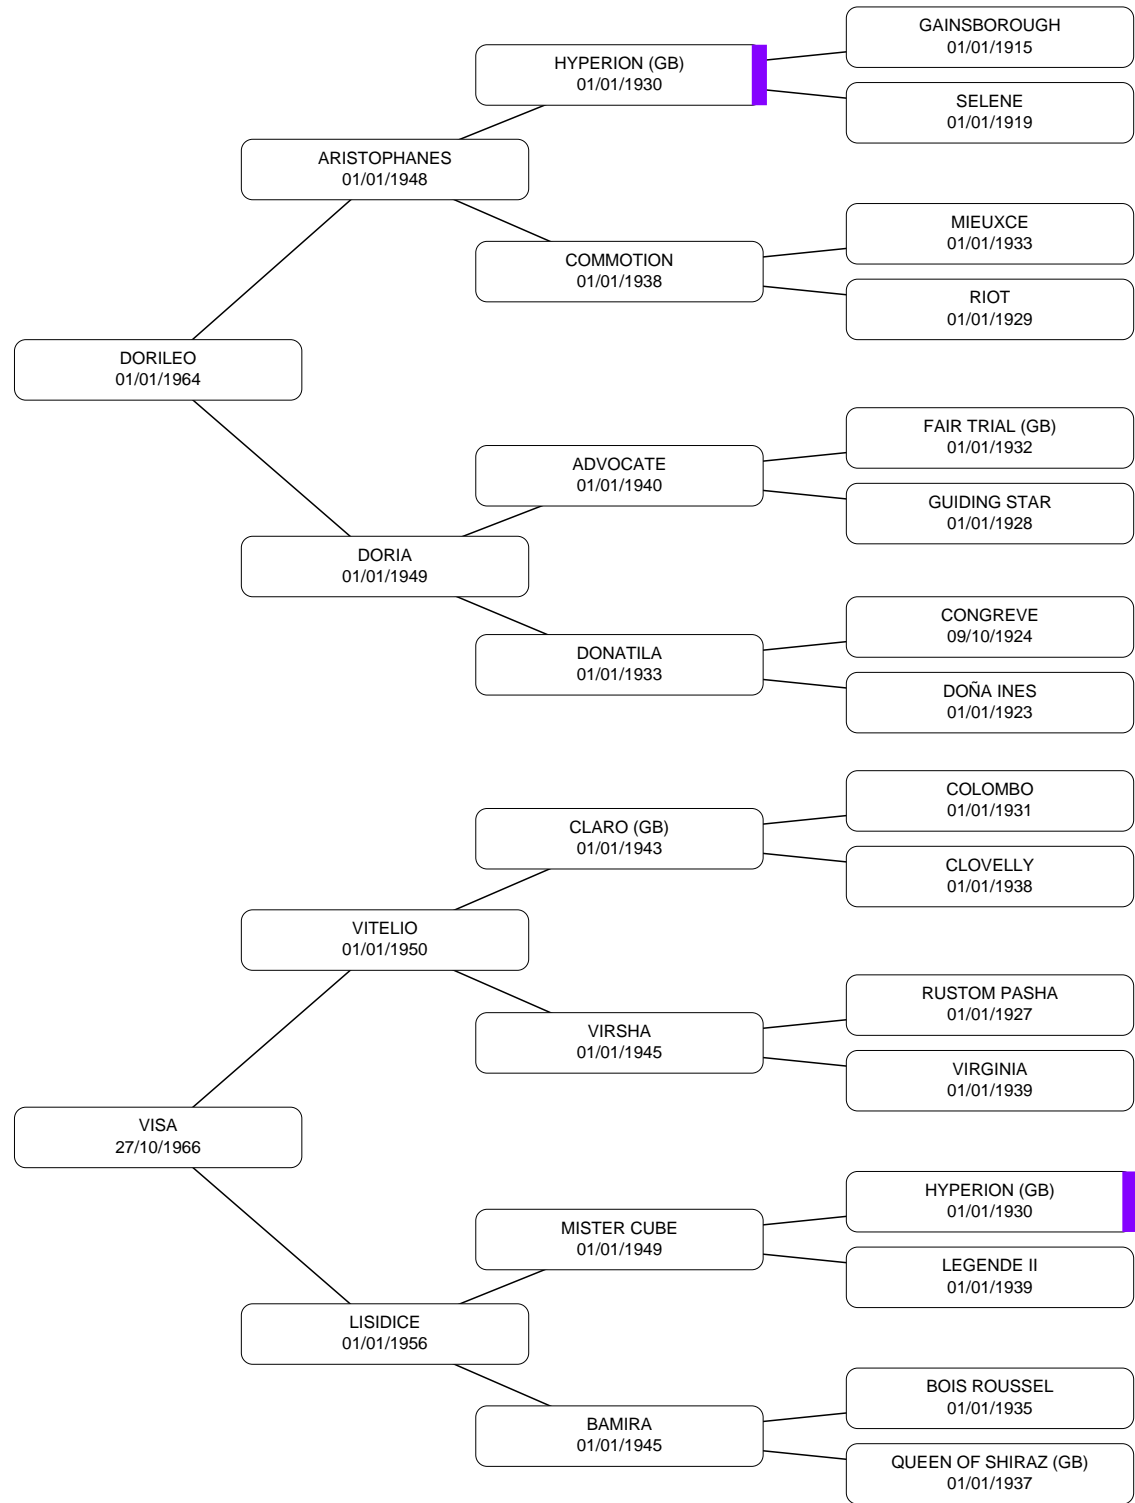 GAINSBOROUGH
01/01/1915
HYPERION (GB)
01/01/1930
SELENE
01/01/1919
ARISTOPHANES
01/01/1948
MIEUXCE
01/01/1933
COMMOTION
01/01/1938
RIOT
01/01/1929
DORILEO
01/01/1964
FAIR TRIAL (GB)
01/01/1932
ADVOCATE
01/01/1940
GUIDING STAR
01/01/1928
DORIA
01/01/1949
CONGREVE
09/10/1924
DONATILA
01/01/1933
DOÑA INES
01/01/1923
COLOMBO
01/01/1931
CLARO (GB)
01/01/1943
CLOVELLY
01/01/1938
VITELIO
01/01/1950
RUSTOM PASHA
01/01/1927
VIRSHA
01/01/1945
VIRGINIA
01/01/1939
VISA
27/10/1966
HYPERION (GB)
01/01/1930
MISTER CUBE
01/01/1949
LEGENDE II
01/01/1939
LISIDICE
01/01/1956
BOIS ROUSSEL
01/01/1935
BAMIRA
01/01/1945
QUEEN OF SHIRAZ (GB)
01/01/1937